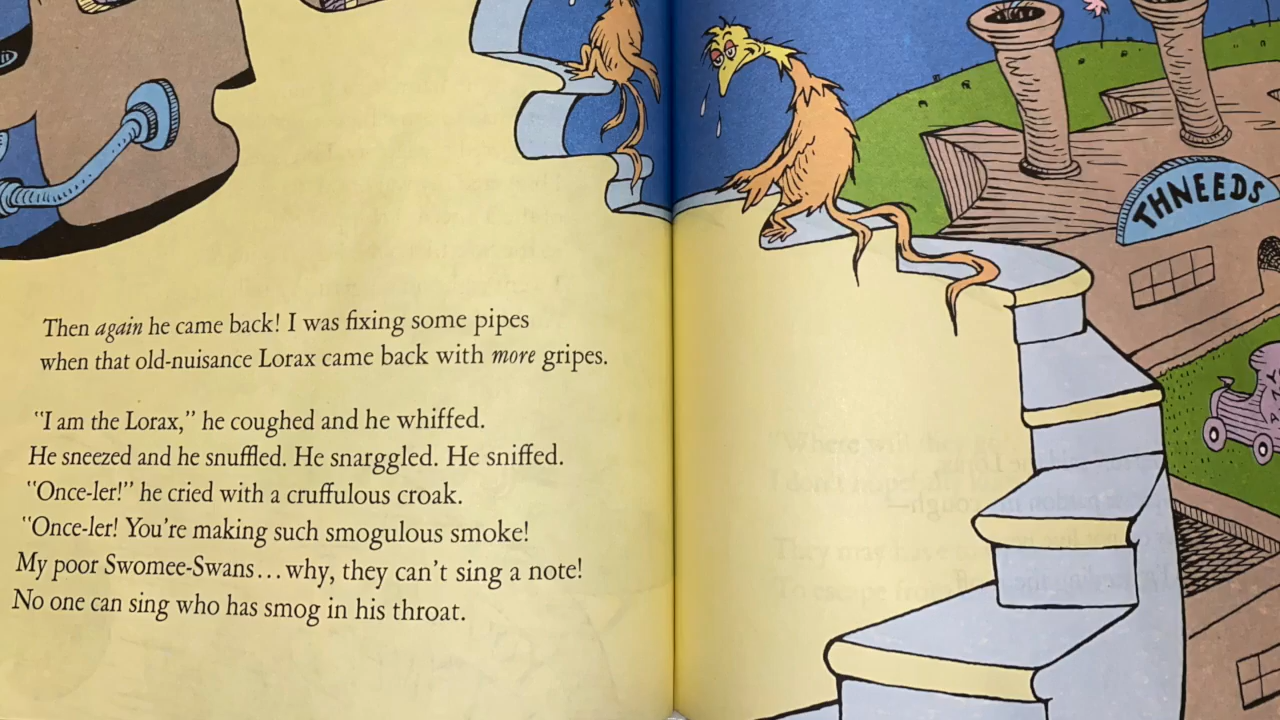 Then again he came back! I was fixing some pipes
when that old-nuisance Lorax came back with more gripes.
"I am the Lorax," he coughed and he whiffed.
He sneezed and he snuffled. He snarggled. He sniffed.
"Once-ler!" he cried with a cruffulous croak.
"Once-ler! You're making such smogulous smoke!
My poor Swomee-Swans...why, they can't sing a note!
No one can sing who has smog in his throat.
THNEEDS